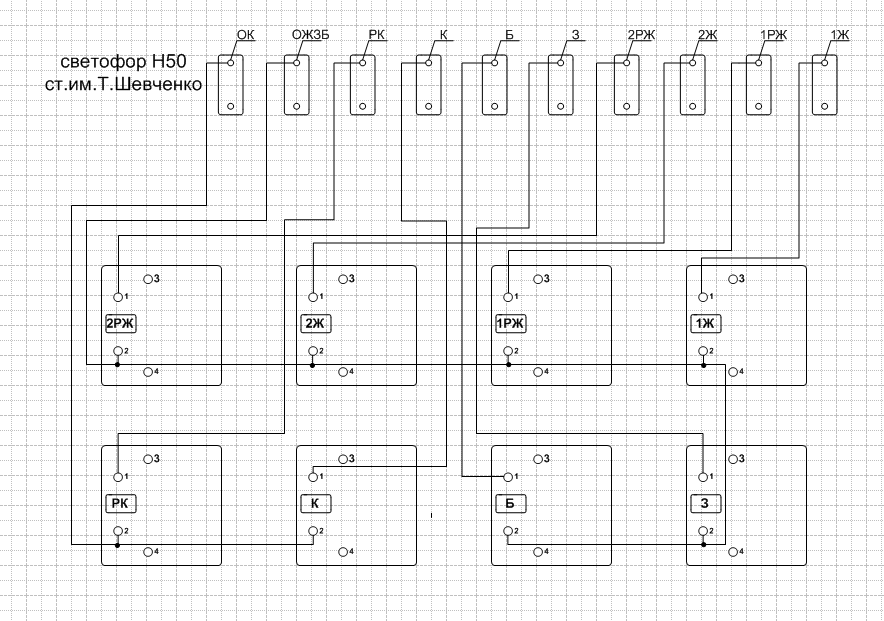 ОК ОЖЗБ РК К Б З 2РЖ 2Ж 1РЖ 1Ж
светофор Н50
ст.им.Т.Шевченко
3 3 3 3
1 1 1 1
2РЖ 2Ж 1РЖ 1Ж
2 2 2 2
4 4 4 4
3 3 3 3
1 1 1 1
РК К Б З
2 2 2 2
4 4 4 4